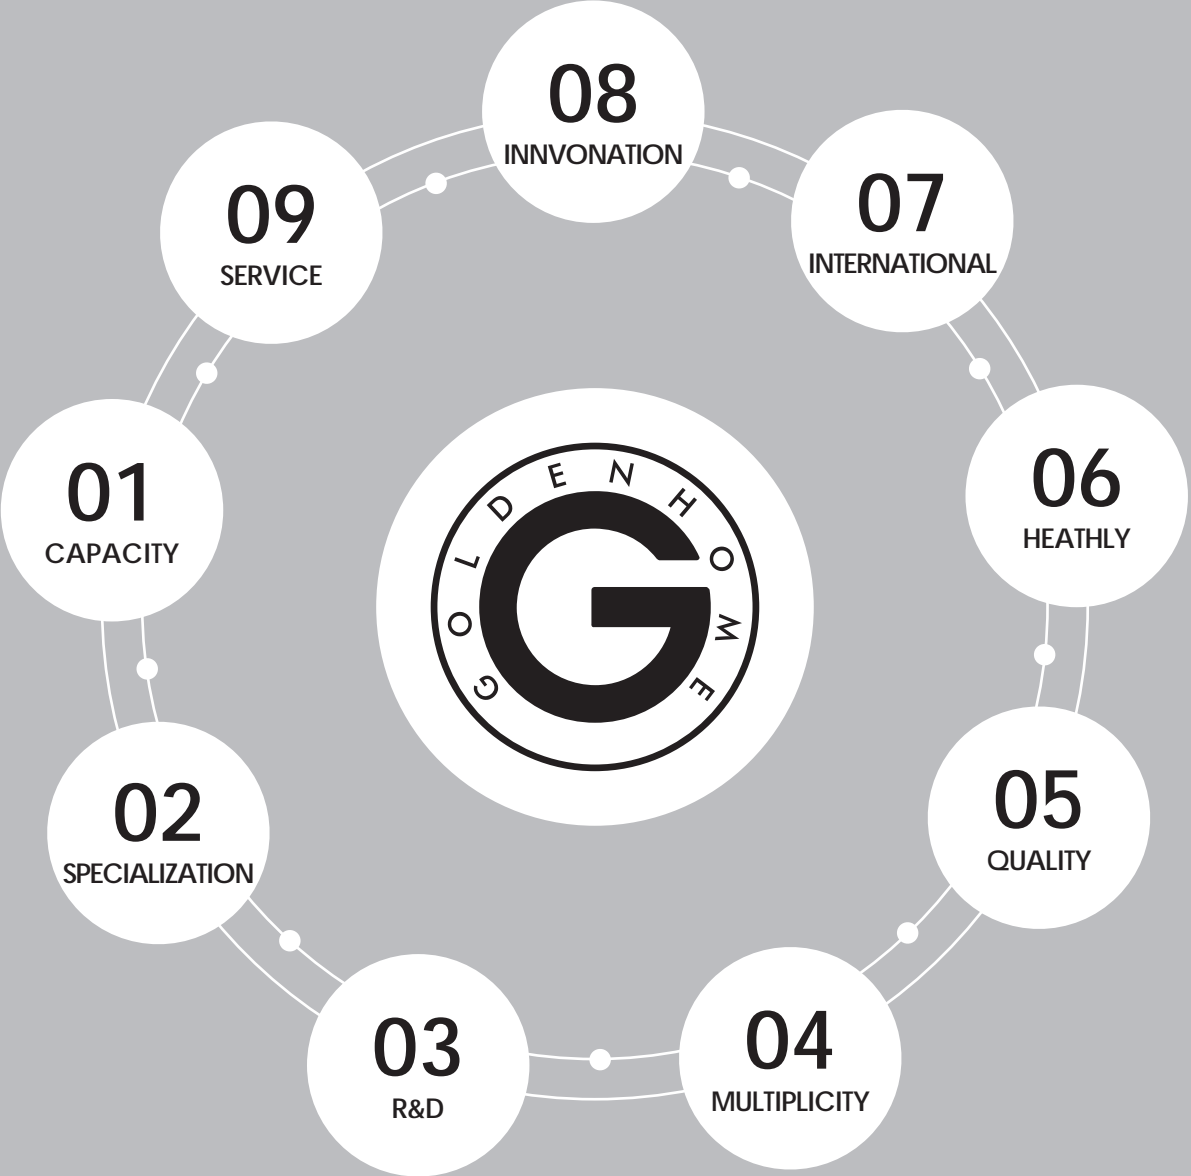 08
INNVONATION
09
SERVICE
07
INTERNATIONAL
01
CAPACITY
06
HEATHLY
GOLDENHOME
G
02
SPECIALIZATION
05
QUALITY
03
R&D
04
MULTIPLICITY